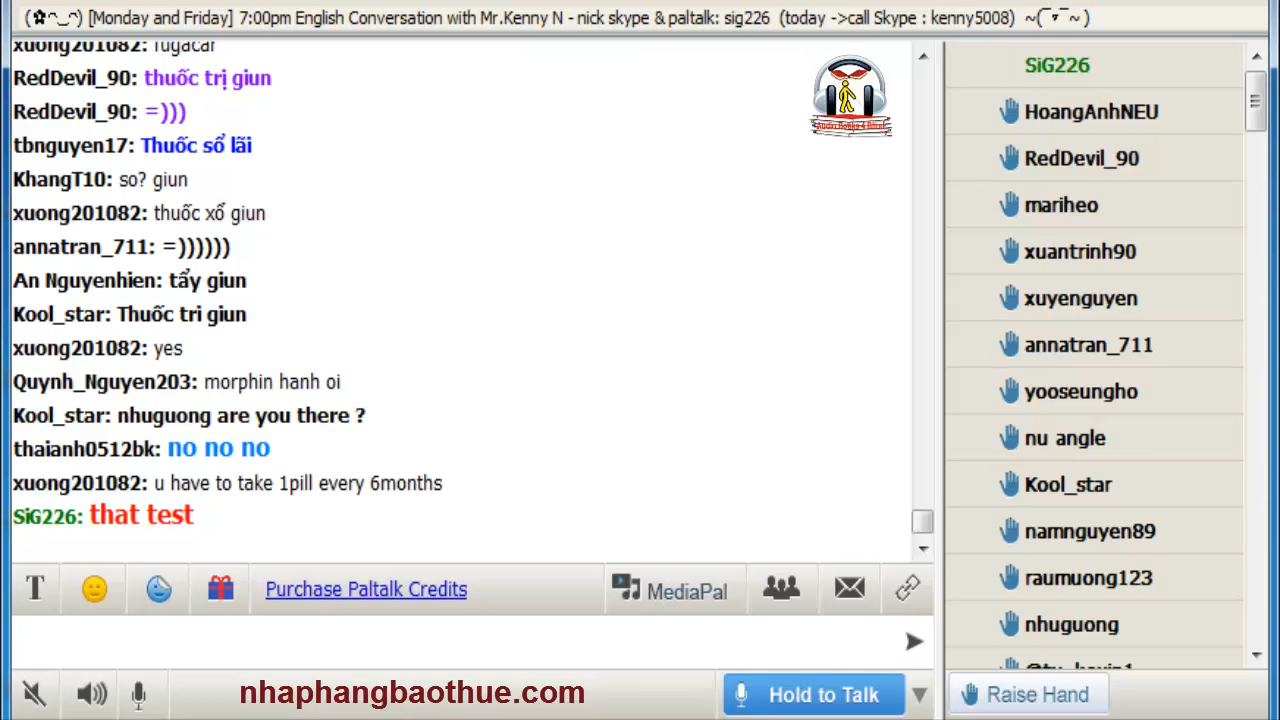 (✿^‿^) [Monday and Friday] 7:00pm English Conversation with Mr.Kenny N - nick skype & paltalk: sig226 (today ->call Skype : kenny5008) ~(‾▿‾~)
xuong201082: fugacar
RedDevil_90: thuốc trị giun
RedDevil_90: =)))
tbnguyen17: Thuốc sổ lãi
KhangT10: so? giun
xuong201082: thuốc xổ giun
annatran_711: =))))))
An Nguyenhien: tẩy giun
Kool_star: Thuốc tri giun
xuong201082: yes
Quynh_Nguyen203: morphin hanh oi
Kool_star: nhuguong are you there ?
thaianh0512bk: no no no
xuong201082: u have to take 1pill every 6months
SiG226: that test
SiG226
HoangAnhNEU
RedDevil_90
mariheo
xuantrinh90
xuyenguyen
annatran_711
yooseungho
nu angle
Kool_star
namnguyen89
raumuong123
nhuguong
T
Purchase Paltalk Credits
MediaPal
nhaphangbaothue.com
Hold to Talk
Raise Hand